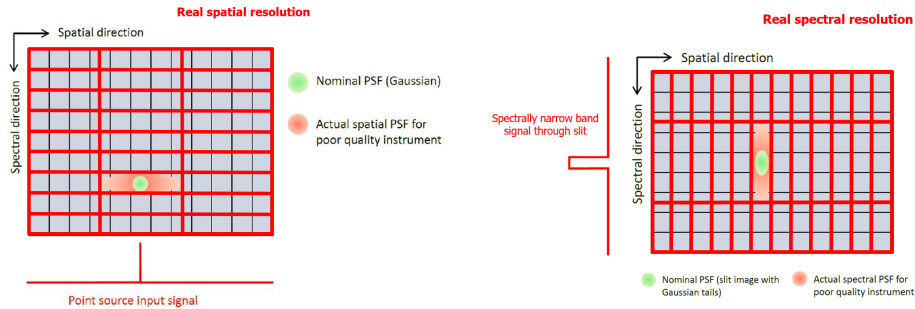 Real spatial resolution
Spatial direction
Spectral direction
Nominal PSF (Gaussian)
Actual spatial PSF for
poor quality instrument
Point source input signal
Real spectral resolution
Spatial direction
Spectrally narrow band
signal through slit
Spectral direction
Nominal PSF (slit image with
Gaussian tails)
Actual spectral PSF for
poor quality instrument